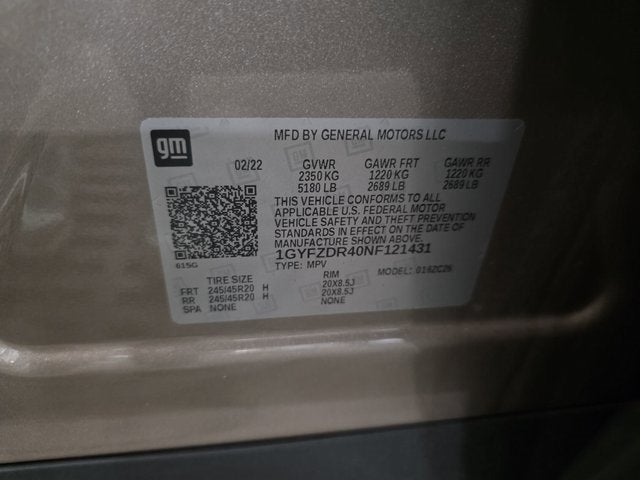 gm
MFD BY GENERAL MOTORS LLC
02/22 GVWR GAWR FRT GAWR RR
2350 KG 1220 KG 1220 KG
5180 LB 2689 LB 2689 LB
THIS VEHICLE CONFORMS TO ALL
APPLICABLE U.S. FEDERAL MOTOR
VEHICLE SAFETY AND THEFT PREVENTION
STANDARDS IN EFFECT ON THE DATE
OF MANUFACTURE SHOWN ABOVE.
1GYFZDR40NF121431
TYPE: MPV MODEL: 016ZC26
61SG
TIRE SIZE RIM
FRT 245/45R20 H 20X8.5J
RR 245/45R20 H 20X8.5J
SPA NONE NONE